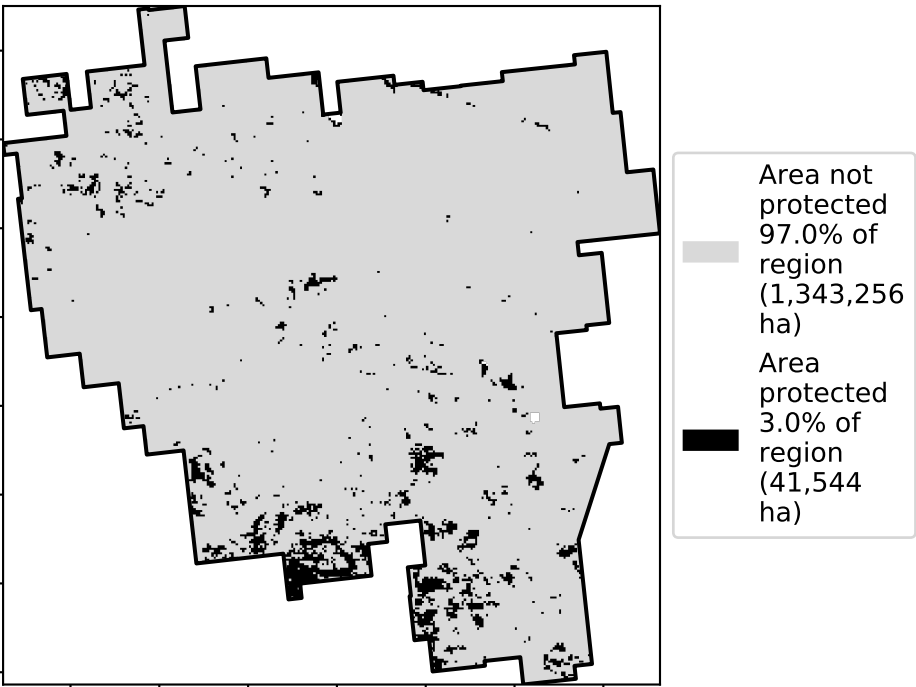 Area not
protected
97.0% of
region
(1,343,256
ha)
Area
protected
3.0% of
region
(41,544
ha)